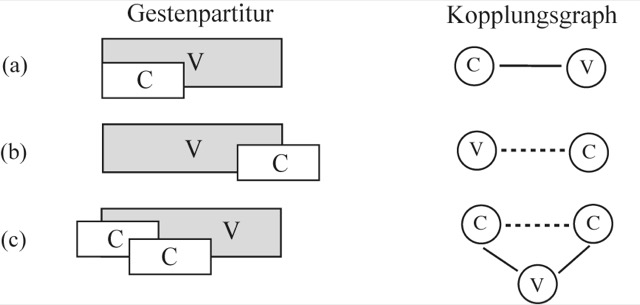 Gestenpartitur Kopplungsgraph
(a) V C C V
(b) V C V C
(c) C V C C C V